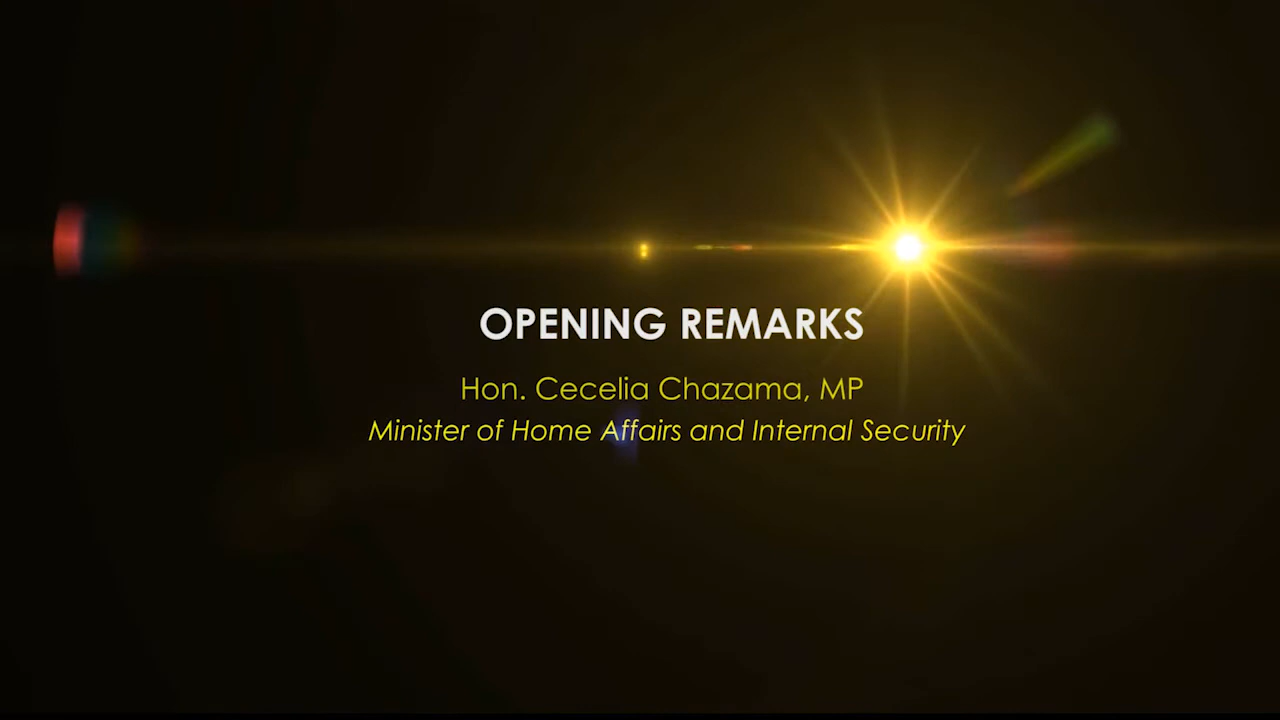 OPENING REMARKS
Hon. Cecelia Chazama, MP
Minister of Home Affairs and Internal Security